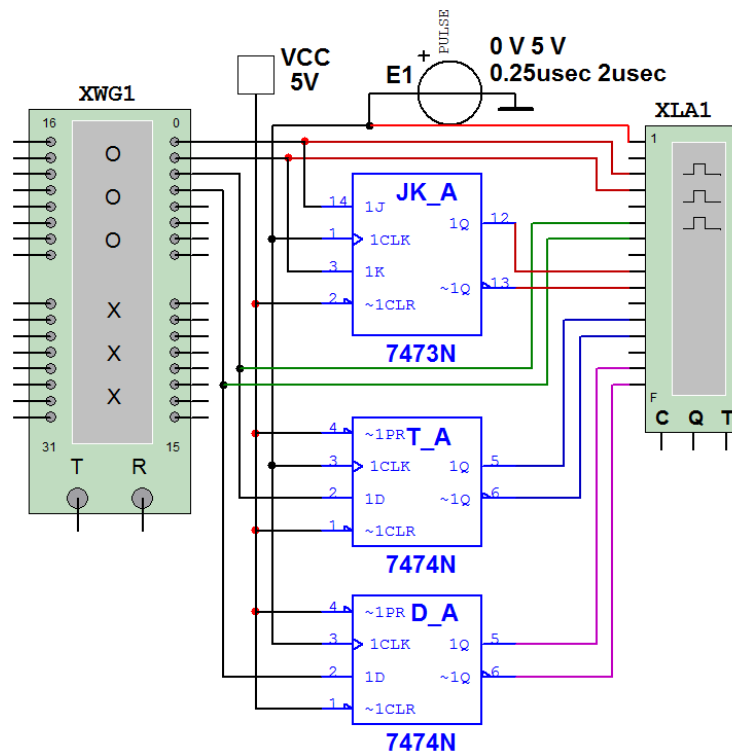 PULSE
VCC
5V
E1
+
0 V 5 V
0.25usec 2usec
XWG1
16
0
O
O
O
X
X
X
31
15
T
R
XLA1
1
F
C Q T
JK_A
14 1J
1Q 12
1 1CLK
3 1K
~1Q 13
2 ~1CLR
7473N
T_A
4 ~1PR
3 1CLK
1Q 5
2 1D
~1Q 6
1 ~1CLR
7474N
D_A
4 ~1PR
3 1CLK
1Q 5
2 1D
~1Q 6
1 ~1CLR
7474N